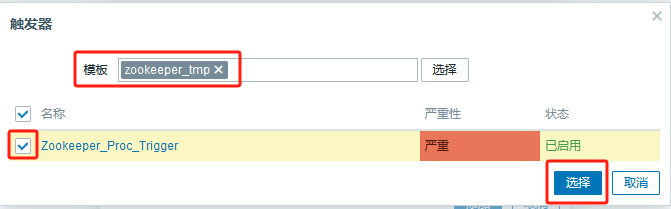 触发器
模板 zookeeper_tmp 选择
名称 严重性 状态
Zookeeper_Proc_Trigger 严重 已启用
选择 取消